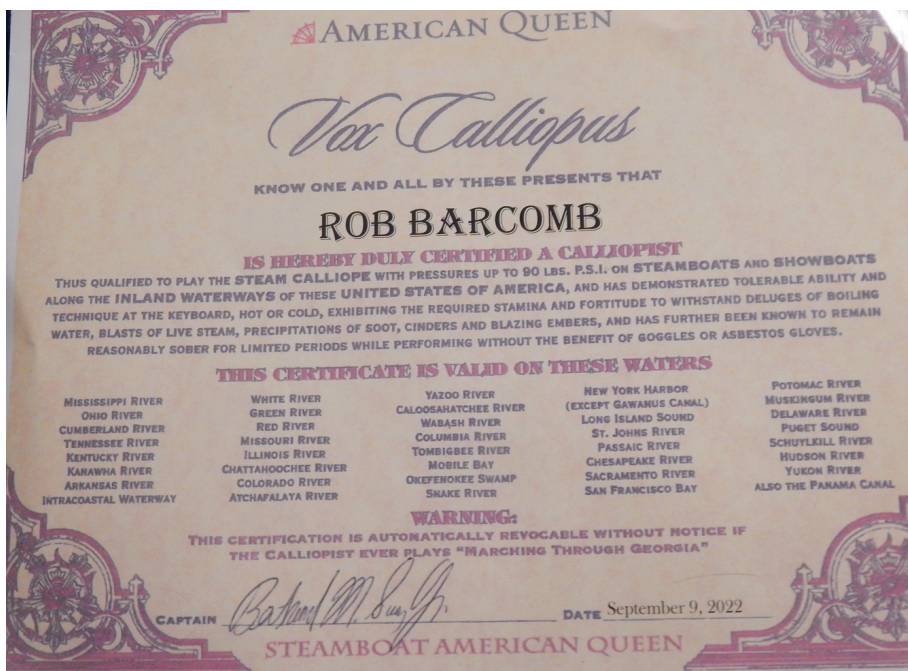 AMERICAN QUEEN
Vox Calliopus
KNOW ONE AND ALL BY THESE PRESENTS THAT
ROB BARCOMB
IS HEREBY DULY CERTIFIED A CALLIOPIST
THUS QUALIFIED TO PLAY THE STEAM CALLIOPE WITH PRESSURES UP TO 90 LBS. P.S.I. ON STEAMBOATS AND SHOWBOATS
ALONG THE INLAND WATERWAYS OF THESE UNITED STATES OF AMERICA, AND HAS DEMONSTRATED TOLERABLE ABILITY AND
TECHNIQUE AT THE KEYBOARD, HOT OR COLD, EXHIBITING THE REQUIRED STAMINA AND FORTITUDE TO WITHSTAND DELUGES OF BOILING
WATER, BLASTS OF LIVE STEAM, PRECIPITATIONS OF SOOT, CINDERS AND BLAZING EMBERS, AND HAS FURTHER BEEN KNOWN TO REMAIN
REASONABLY SOBER FOR LIMITED PERIODS WHILE PERFORMING WITHOUT THE BENEFIT OF GOGGLES OR ASBESTOS GLOVES.
THIS CERTIFICATE IS VALID ON THESE WATERS
MISSISSIPPI RIVER
OHIO RIVER
CUMBERLAND RIVER
TENNESSEE RIVER
KENTUCKY RIVER
KANAWHA RIVER
ARKANSAS RIVER
INTRACOASTAL WATERWAY
WHITE RIVER
GREEN RIVER
RED RIVER
MISSOURI RIVER
ILLINOIS RIVER
CHATTAHOOCHEE RIVER
COLORADO RIVER
ATCHAFALAYA RIVER
YAZOO RIVER
CALOOSAHATCHEE RIVER
WABASH RIVER
COLUMBIA RIVER
TOMBIGBEE RIVER
MOBILE BAY
OKEFENOKEE SWAMP
SNAKE RIVER
NEW YORK HARBOR
(EXCEPT GAWANUS CANAL)
LONG ISLAND SOUND
ST. JOHNS RIVER
PASSAIC RIVER
CHESAPEAKE RIVER
SACRAMENTO RIVER
SAN FRANCISCO BAY
POTOMAC RIVER
MUSKINGUM RIVER
DELAWARE RIVER
PUGET SOUND
SCHUYLKILL RIVER
HUDSON RIVER
YUKON RIVER
ALSO THE PANAMA CANAL
WARNING:
THIS CERTIFICATION IS AUTOMATICALLY REVOCABLE WITHOUT NOTICE IF
THE CALLIOPIST EVER PLAYS "MARCHING THROUGH GEORGIA"
CAPTAIN DATE September 9, 2022
STEAMBOAT AMERICAN QUEEN